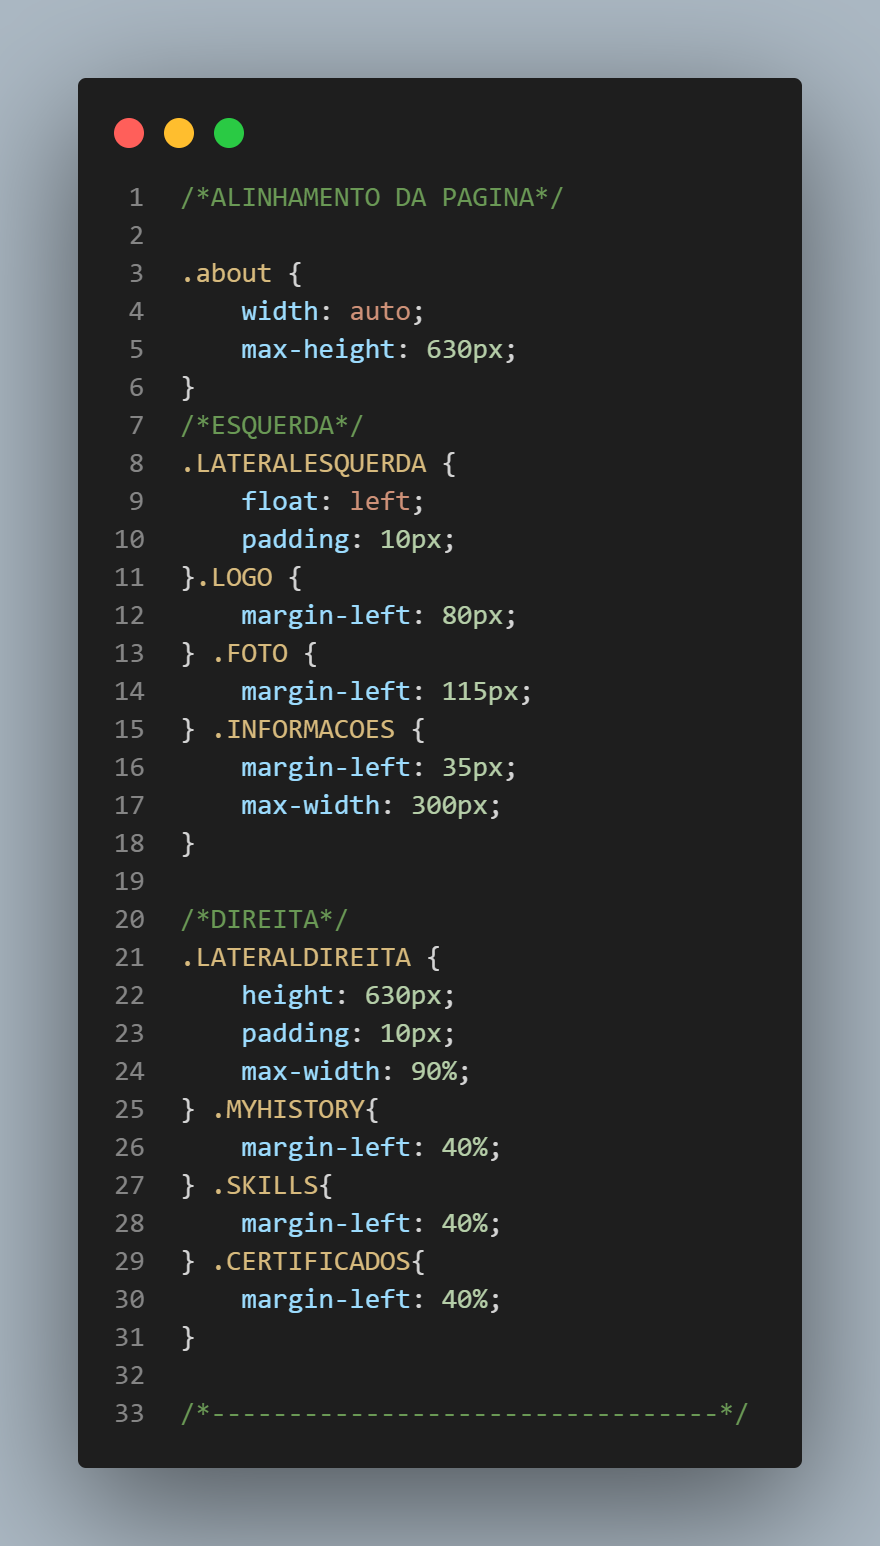 1 /*ALINHAMENTO DA PAGINA*/
2
3 .about {
4     width: auto;
5     max-height: 630px;
6 }
7 /*ESQUERDA*/
8 .LATERALESQUERDA {
9     float: left;
10     padding: 10px;
11 }.LOGO {
12     margin-left: 80px;
13 } .FOTO {
14     margin-left: 115px;
15 } .INFORMACOES {
16     margin-left: 35px;
17     max-width: 300px;
18 }
19
20 /*DIREITA*/
21 .LATERALDIREITA {
22     height: 630px;
23     padding: 10px;
24     max-width: 90%;
25 } .MYHISTORY{
26     margin-left: 40%;
27 } .SKILLS{
28     margin-left: 40%;
29 } .CERTIFICADOS{
30     margin-left: 40%;
31 }
32
33 /*---------------------------------*/